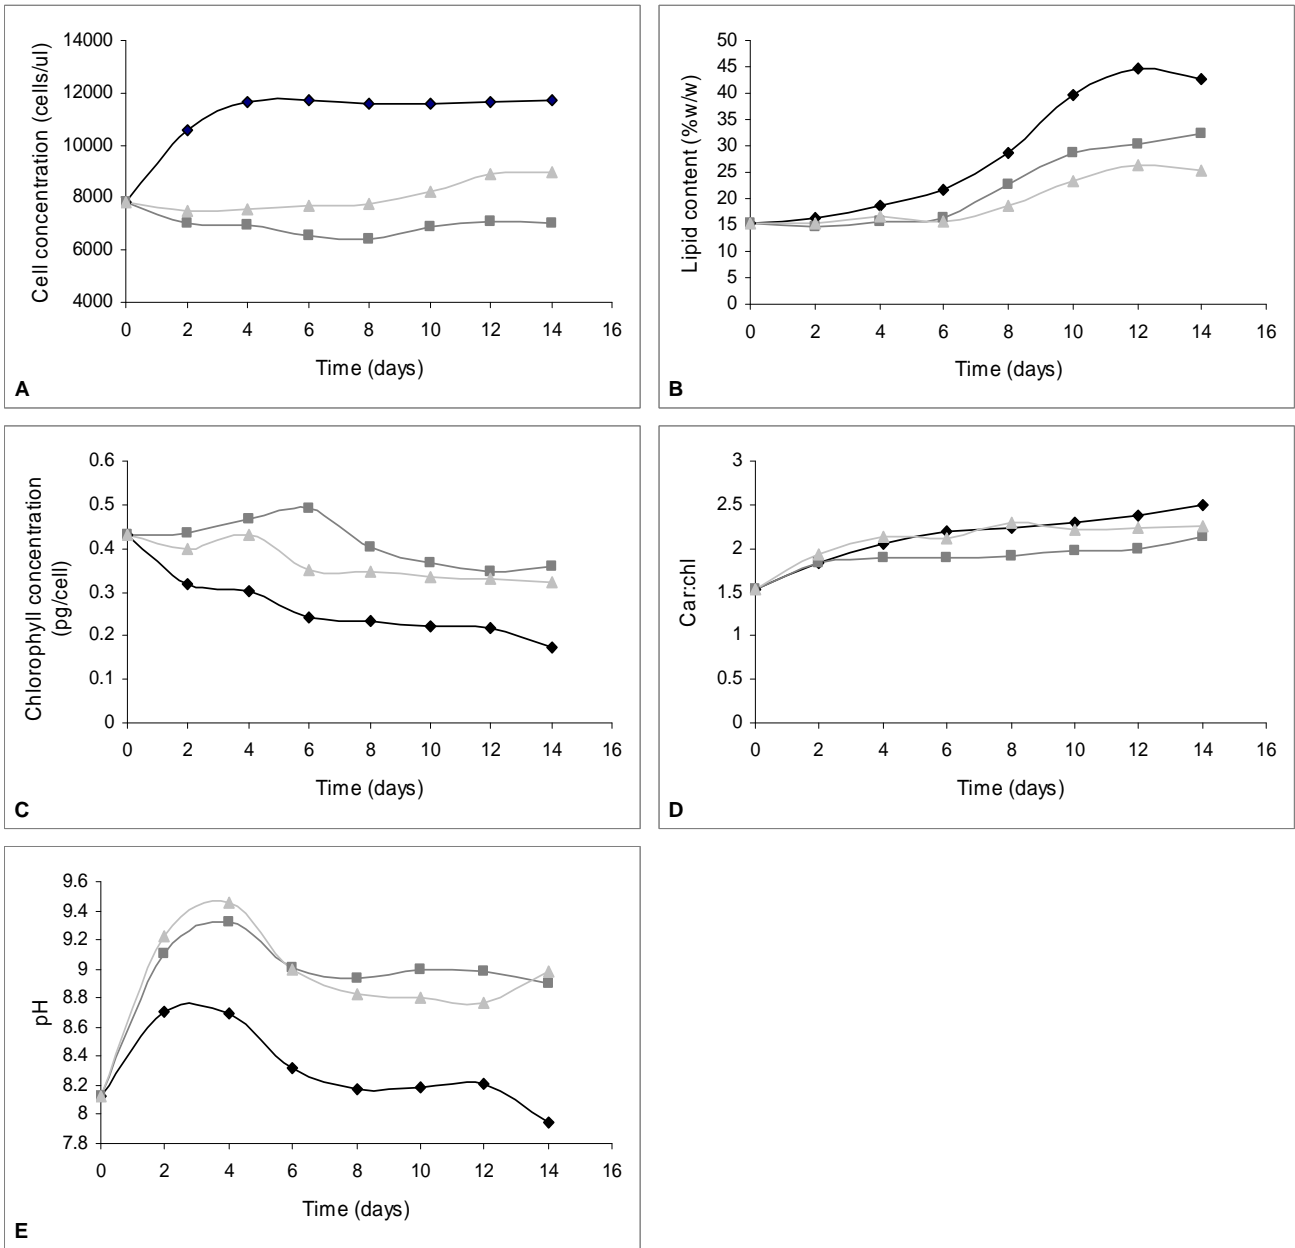 14000
12000
10000
8000
6000
4000
Cell concentration (cells/ul)
0 2 4 6 8 10 12 14 16
Time (days)
A
50
45
40
35
30
25
20
15
10
5
0
Lipid content (%w/w)
0 2 4 6 8 10 12 14 16
Time (days)
B
0.6
0.5
0.4
0.3
0.2
0.1
0
Chlorophyll concentration
(pg/cell)
0 2 4 6 8 10 12 14 16
Time (days)
C
3
2.5
2
1.5
1
0.5
0
Car:chl
0 2 4 6 8 10 12 14 16
Time (days)
D
9.6
9.4
9.2
9
8.8
8.6
8.4
8.2
8
7.8
pH
0 2 4 6 8 10 12 14 16
Time (days)
E